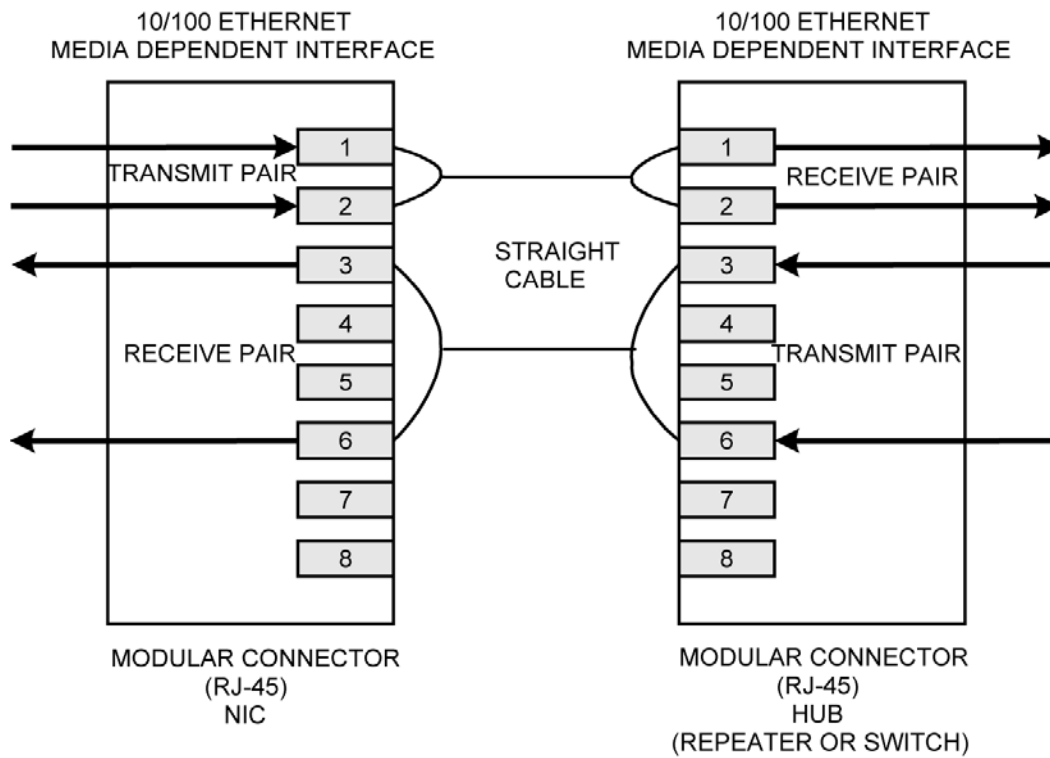 10/100 ETHERNET
MEDIA DEPENDENT INTERFACE
1
TRANSMIT PAIR
2
3
4
RECEIVE PAIR
5
6
7
8
MODULAR CONNECTOR
(RJ-45)
NIC
STRAIGHT
CABLE
10/100 ETHERNET
MEDIA DEPENDENT INTERFACE
1
RECEIVE PAIR
2
3
4
TRANSMIT PAIR
5
6
7
8
MODULAR CONNECTOR
(RJ-45)
HUB
(REPEATER OR SWITCH)